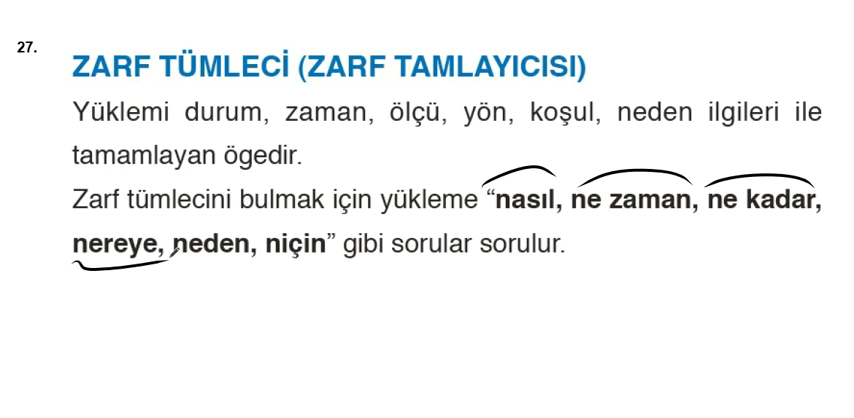 27.
ZARF TÜMLECİ (ZARF TAMLAYICISI)
Yüklemi durum, zaman, ölçü, yön, koşul, neden ilgileri ile
tamamlayan ögedir.
Zarf tümlecini bulmak için yükleme “nasıl, ne zaman, ne kadar,
nereye, neden, niçin” gibi sorular sorulur.